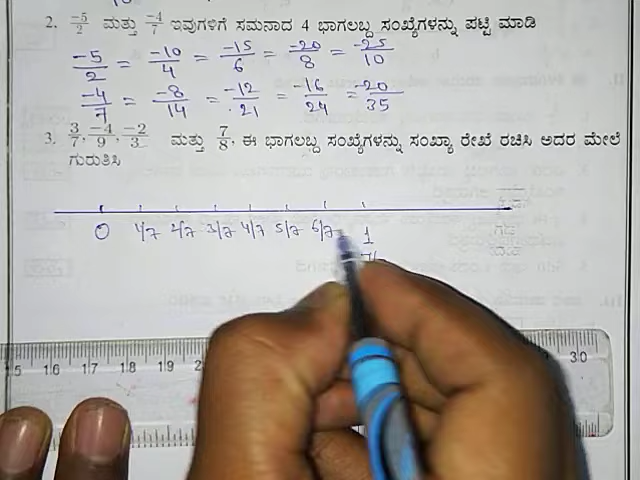 2. -5/2 ಮತ್ತು -4/7 ಇವುಗಳಿಗೆ ಸಮನಾದ 4 ಭಾಗಲಬ್ಧ ಸಂಖ್ಯೆಗಳನ್ನು ಪಟ್ಟಿ ಮಾಡಿ
-5/2 = -10/4 = -15/6 = -20/8 = -25/10
-4/7 = -8/14 = -12/21 = -16/24 = -20/35
3. 3/7, -4/9, -2/3 ಮತ್ತು 7/8, ಈ ಭಾಗಲಬ್ಧ ಸಂಖ್ಯೆಗಳನ್ನು ಸಂಖ್ಯಾ ರೇಖೆ ರಚಿಸಿ ಅದರ ಮೇಲೆ
ಗುರುತಿಸಿ
0 1/7 2/7 3/7 4/7 5/7 6/7 1
15 16 17 18 19 30